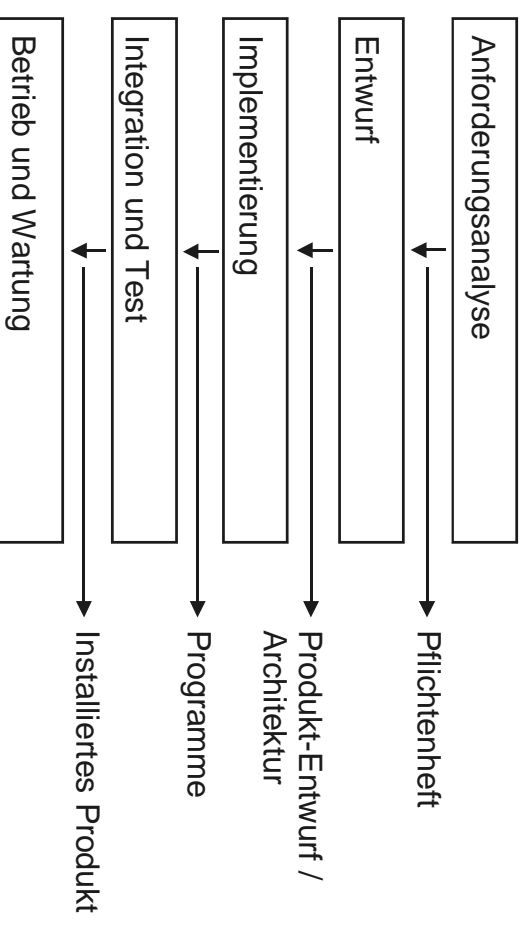 Anforderungsanalyse
Pflichtenheft
Entwurf
Produkt-Entwurf /
Architektur
Implementierung
Programme
Integration und Test
Installiertes Produkt
Betrieb und Wartung